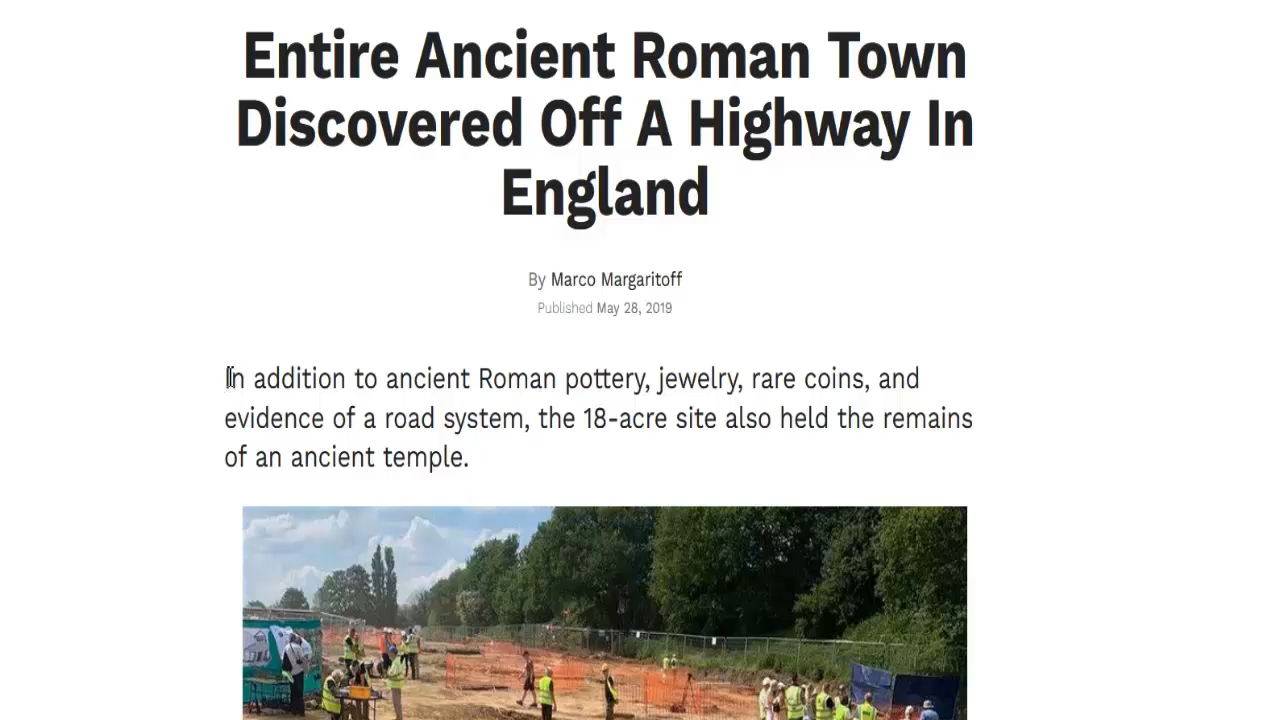 Entire Ancient Roman Town
Discovered Off A Highway In
England
By Marco Margaritoff
Published May 28, 2019
In addition to ancient Roman pottery, jewelry, rare coins, and
evidence of a road system, the 18-acre site also held the remains
of an ancient temple.